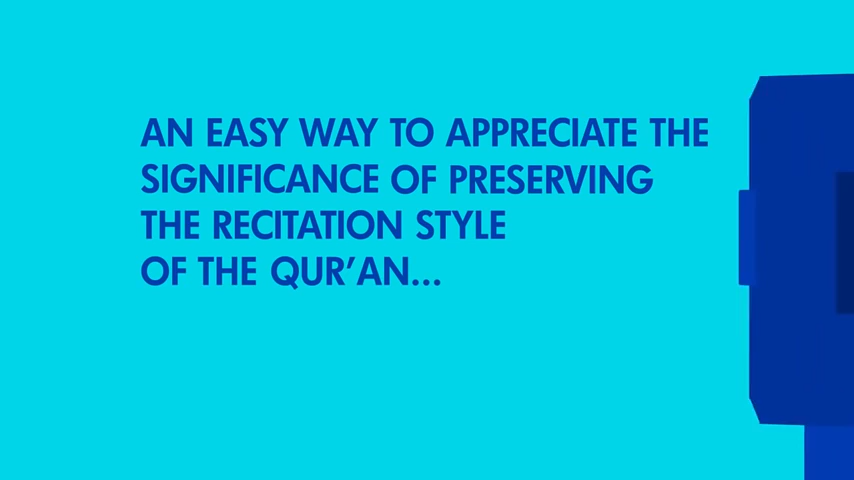 AN EASY WAY TO APPRECIATE THE
SIGNIFICANCE OF PRESERVING
THE RECITATION STYLE
OF THE QUR’AN...